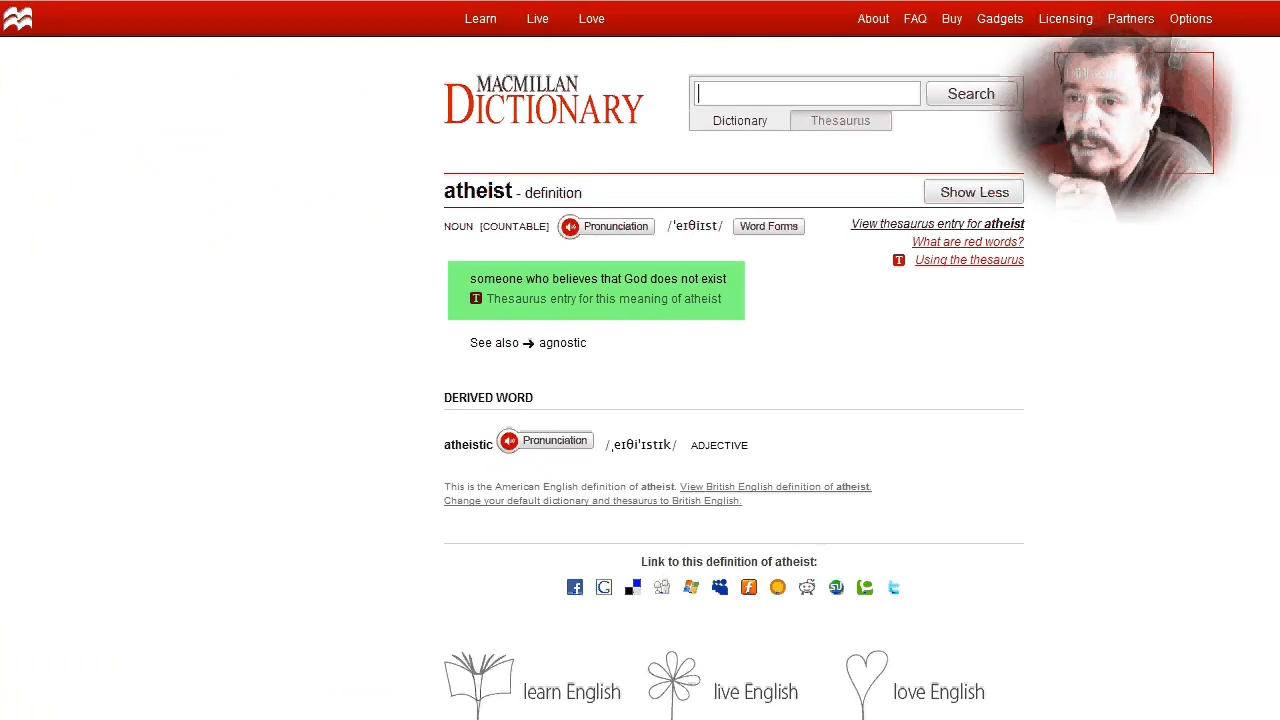 Learn Live Love About FAQ Buy Gadgets Licensing Partners Options
MACMILLAN
DICTIONARY
Search
Dictionary Thesaurus
atheist - definition Show Less
NOUN [COUNTABLE] Pronunciation /ˈeɪθiɪst/ Word Forms
View thesaurus entry for atheist
What are red words?
T Using the thesaurus
someone who believes that God does not exist
T Thesaurus entry for this meaning of atheist
See also ➔ agnostic
DERIVED WORD
atheistic Pronunciation /ˌeɪθiˈɪstɪk/ ADJECTIVE
This is the American English definition of atheist. View British English definition of atheist.
Change your default dictionary and thesaurus to British English.
Link to this definition of atheist:
learn English live English love English